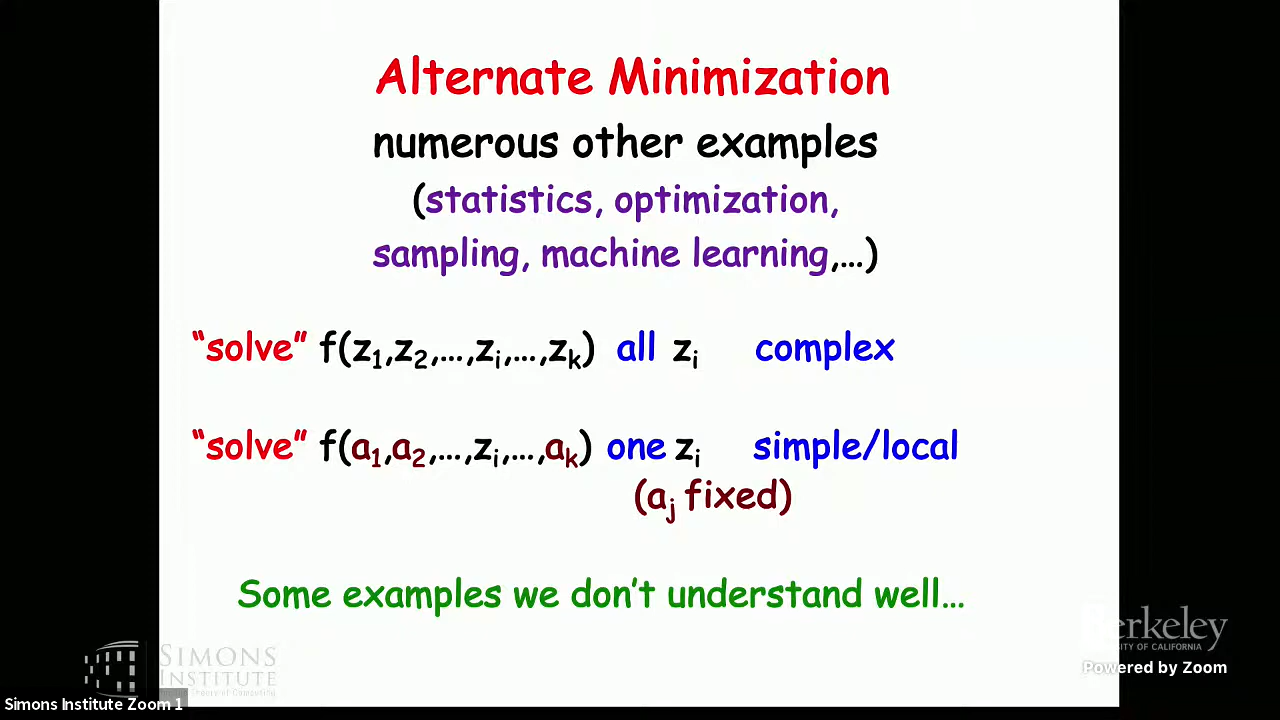 Alternate Minimization
numerous other examples
(statistics, optimization,
sampling, machine learning,...)
“solve” f(z₁,z₂,...,zᵢ,...,zₖ) all zᵢ complex
“solve” f(a₁,a₂,...,zᵢ,...,aₖ) one zᵢ simple/local
(aⱼ fixed)
Some examples we don't understand well...
SIMONS
INSTITUTE
Berkeley
OF CALIFORNIA
Powered by Zoom
Simons Institute Zoom 1